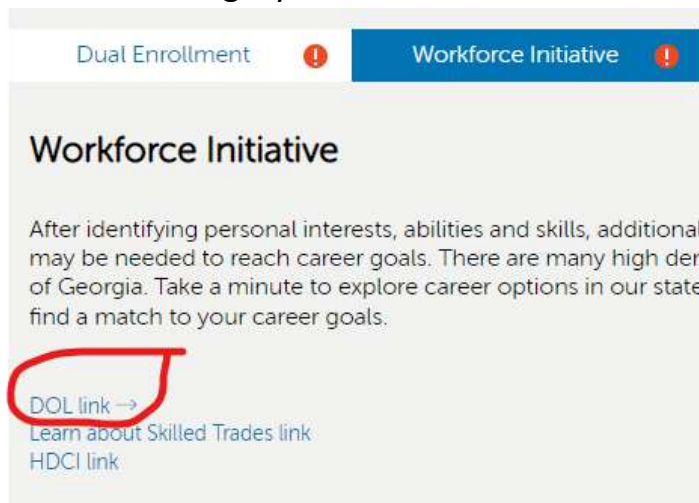 Dual Enrollment ! Workforce Initiative !
Workforce Initiative
After identifying personal interests, abilities and skills, additional
may be needed to reach career goals. There are many high
of Georgia. Take a minute to explore career options in our state
find a match to your career goals.
DOL link →
Learn about Skilled Trades link
HDCI link